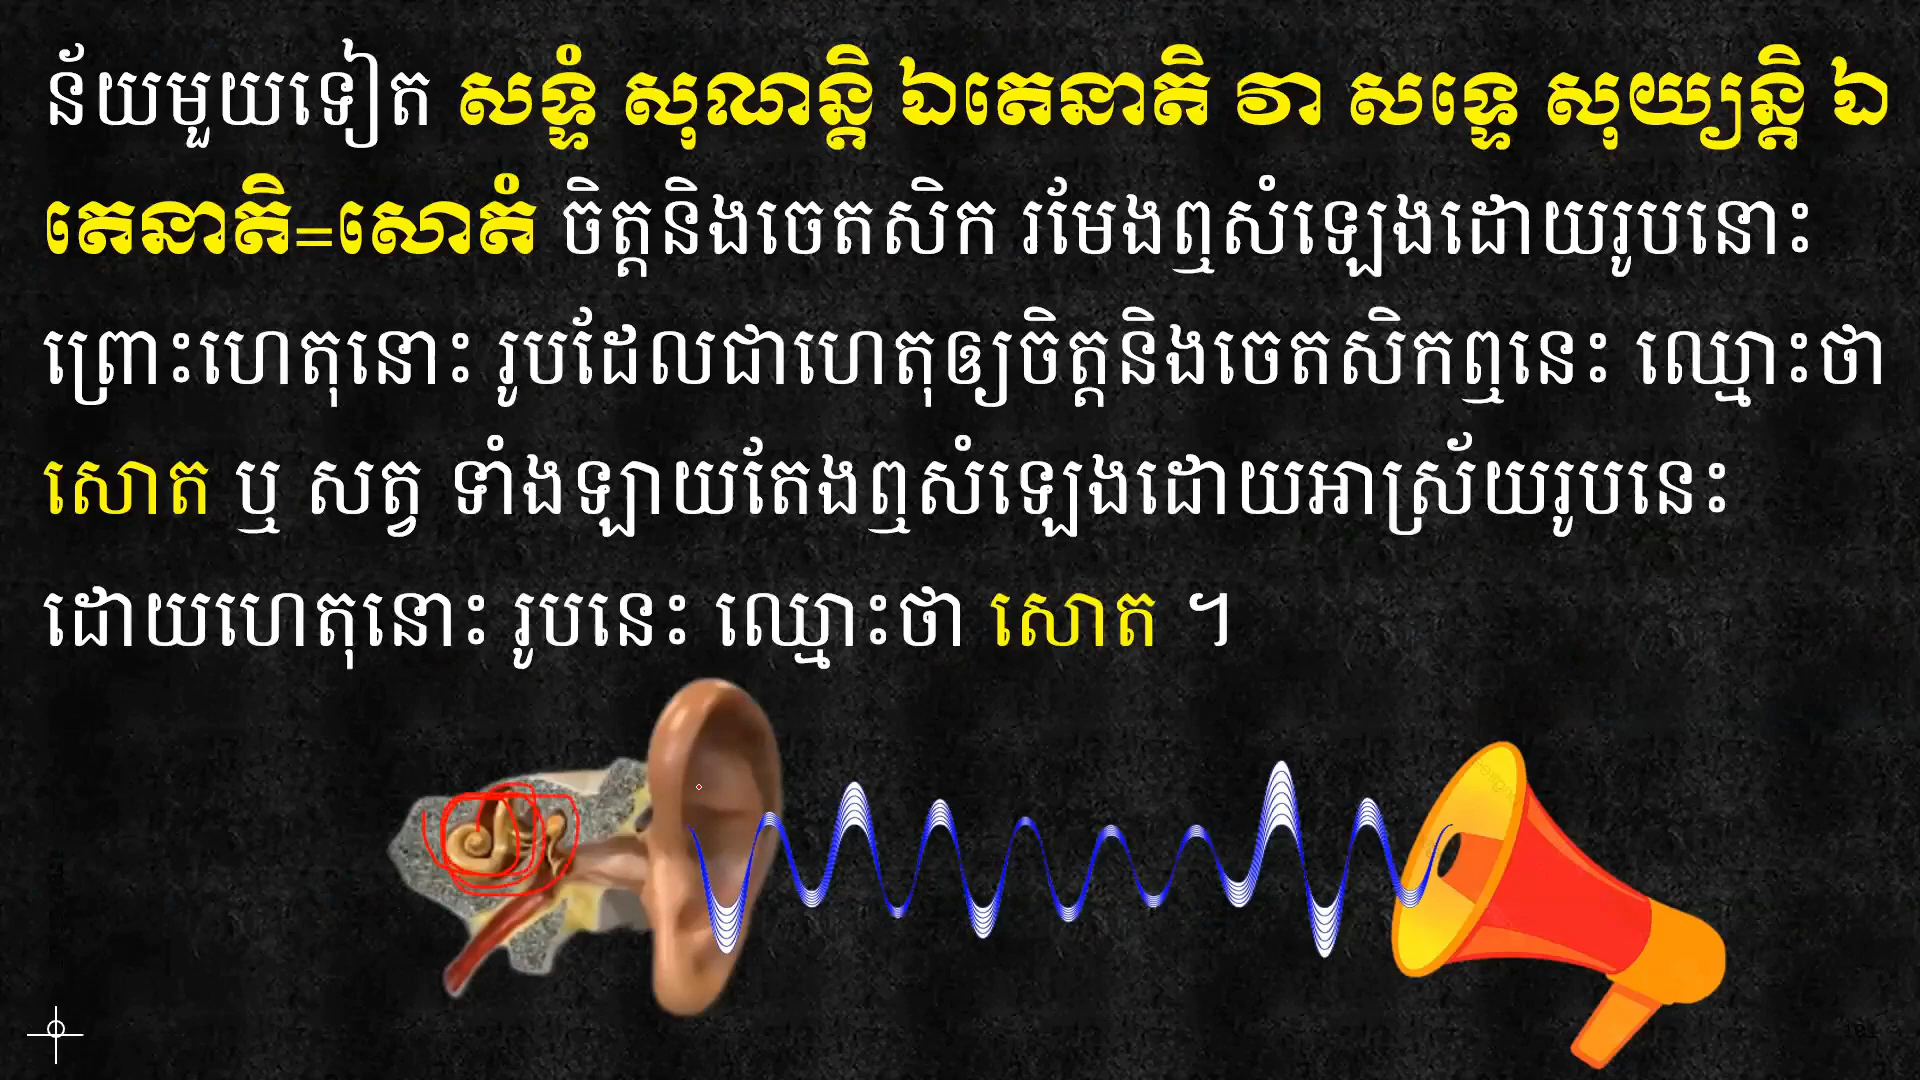 ន័យមួយទៀត សទ្ទំ សុណន្តិ ឯតេនាតិ វា សទ្ទេ សុយ្យន្តិ ឯ
តេនាតិ=សោតំ ចិត្តនិងចេតសិក រមែងឮសំឡេងដោយរូបនោះ
ព្រោះហេតុនោះ រូបដែលជាហេតុឲ្យចិត្តនិងចេតសិកឮនេះ ឈ្មោះថា
សោត ឬ សត្វ ទាំងឡាយតែងឮសំឡេងដោយអាស្រ័យរូបនេះ
ដោយហេតុនោះ រូបនេះ ឈ្មោះថា សោត ។